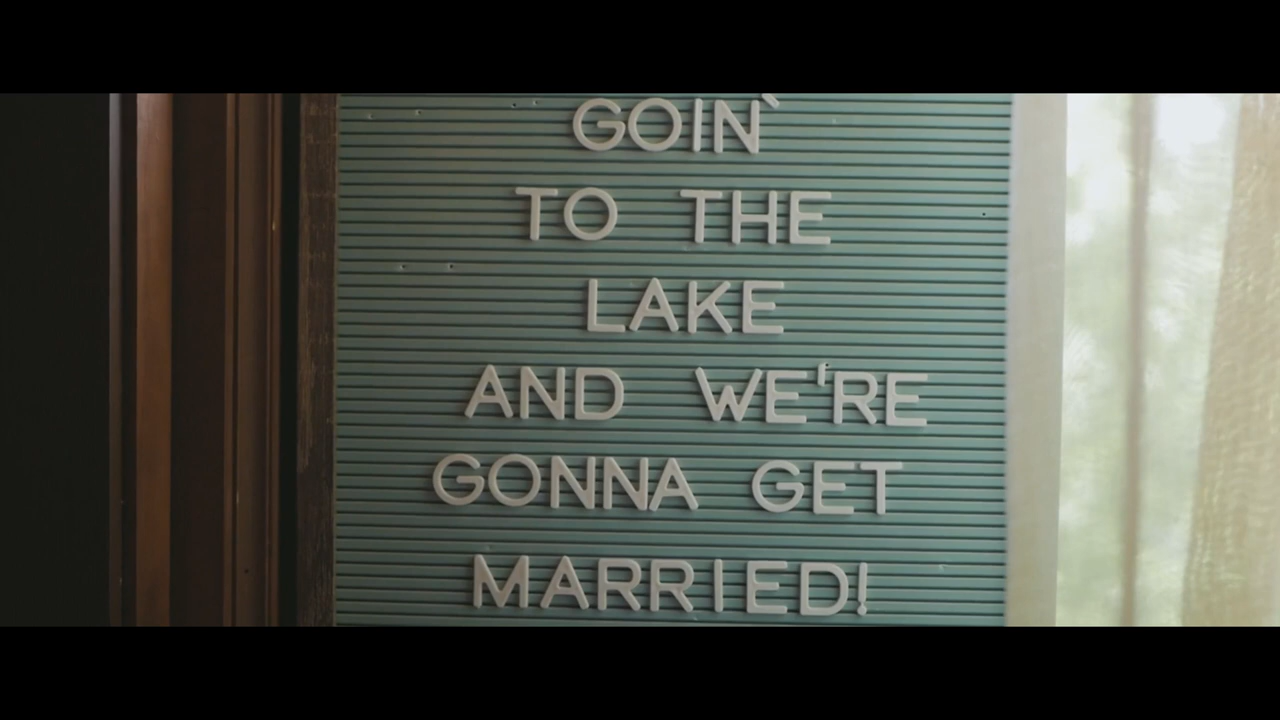 GOIN'
TO THE
LAKE
AND WE'RE
GONNA GET
MARRIED!